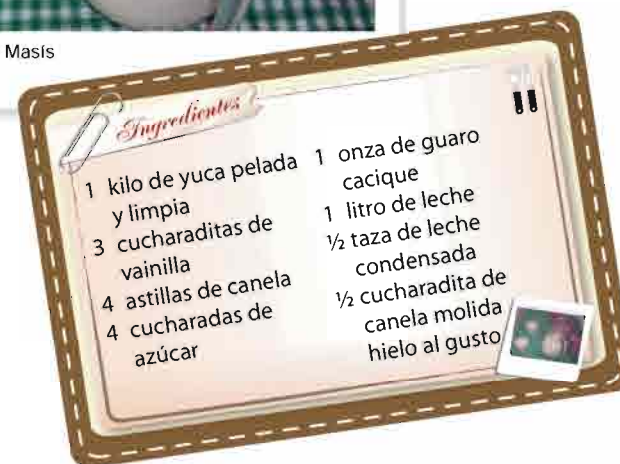 Masís
Ingredientes
1 kilo de yuca pelada
y limpia
3 cucharaditas de
vainilla
4 astillas de canela
4 cucharadas de
azúcar
1 onza de guaro
cacique
1 litro de leche
½ taza de leche
condensada
½ cucharadita de
canela molida
hielo al gusto